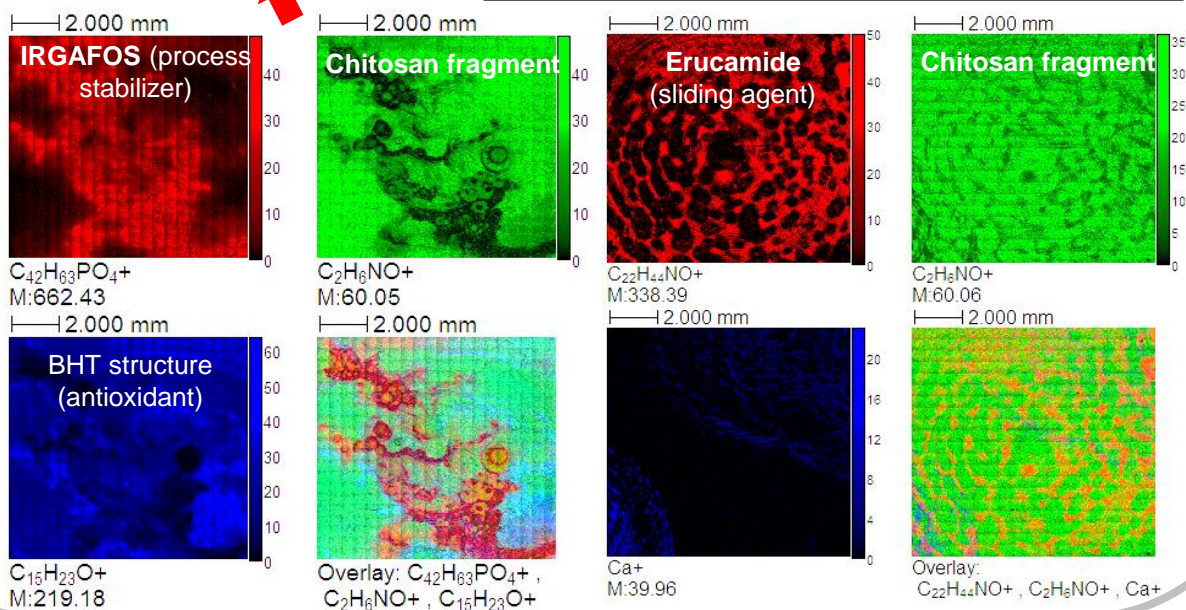 2.000 mm
IRGAFOS (process
stabilizer)
40
30
20
10
0
C₄₂H₆₃PO₄+
M:662.43
2.000 mm
Chitosan fragment
40
30
20
10
0
C₂H₆NO+
M:60.05
2.000 mm
Erucamide
(sliding agent)
50
40
30
20
10
0
C₂₂H₄₄NO+
M:338.39
2.000 mm
Chitosan fragment
35
30
25
20
15
10
5
0
C₂H₆NO+
M:60.06
2.000 mm
BHT structure
(antioxidant)
60
50
40
30
20
10
0
C₁₅H₂₃O+
M:219.18
2.000 mm
Overlay: C₄₂H₆₃PO₄+ ,
C₂H₆NO+ , C₁₅H₂₃O+
2.000 mm
20
16
12
8
4
0
Ca+
M:39.96
2.000 mm
Overlay:
C₂₂H₄₄NO+ , C₂H₆NO+ , Ca+